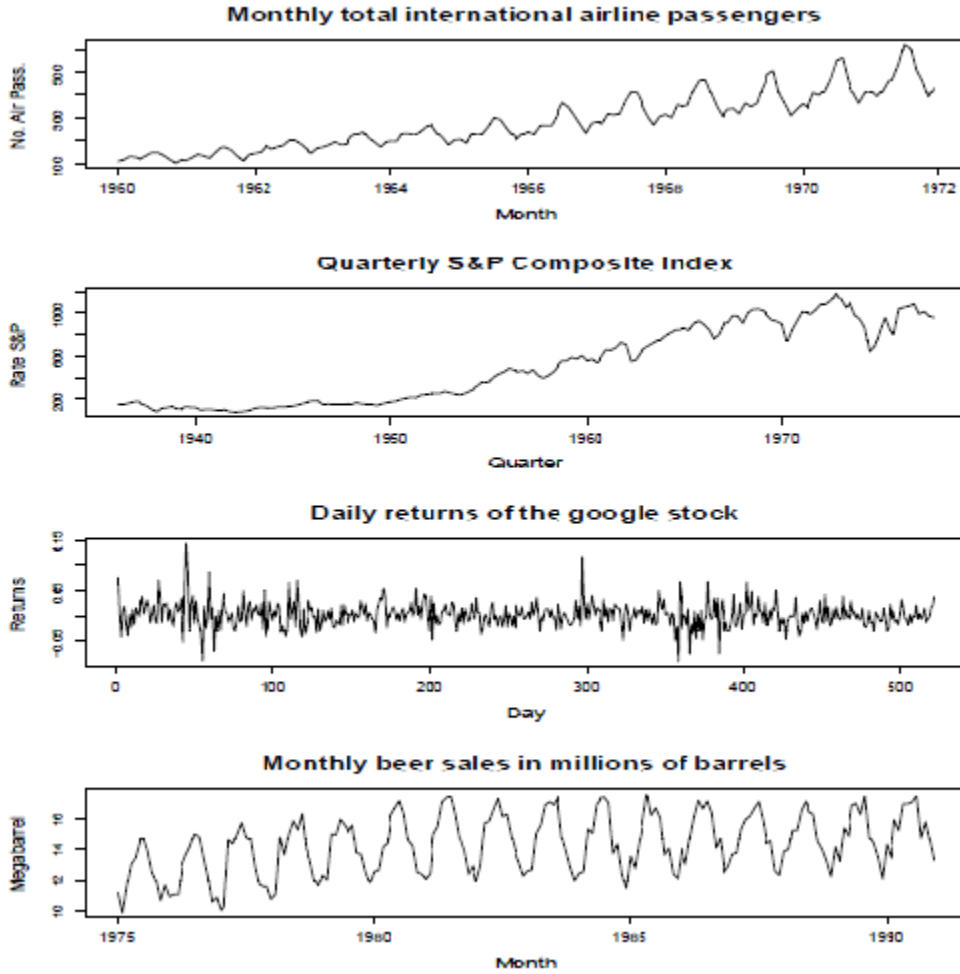 Monthly total international airline passengers
No. Air Pass.
500
300
100
1960 1962 1964 1966 1968 1970 1972
Month
Quarterly S&P Composite Index
Rate S&P
1000
600
200
1940 1950 1960 1970
Quarter
Daily returns of the google stock
Returns
−0.05
0 100 200 300 400 500
Day
Monthly beer sales in millions of barrels
Megabarrel
16
14
12
10
1975 1980 1985 1990
Month